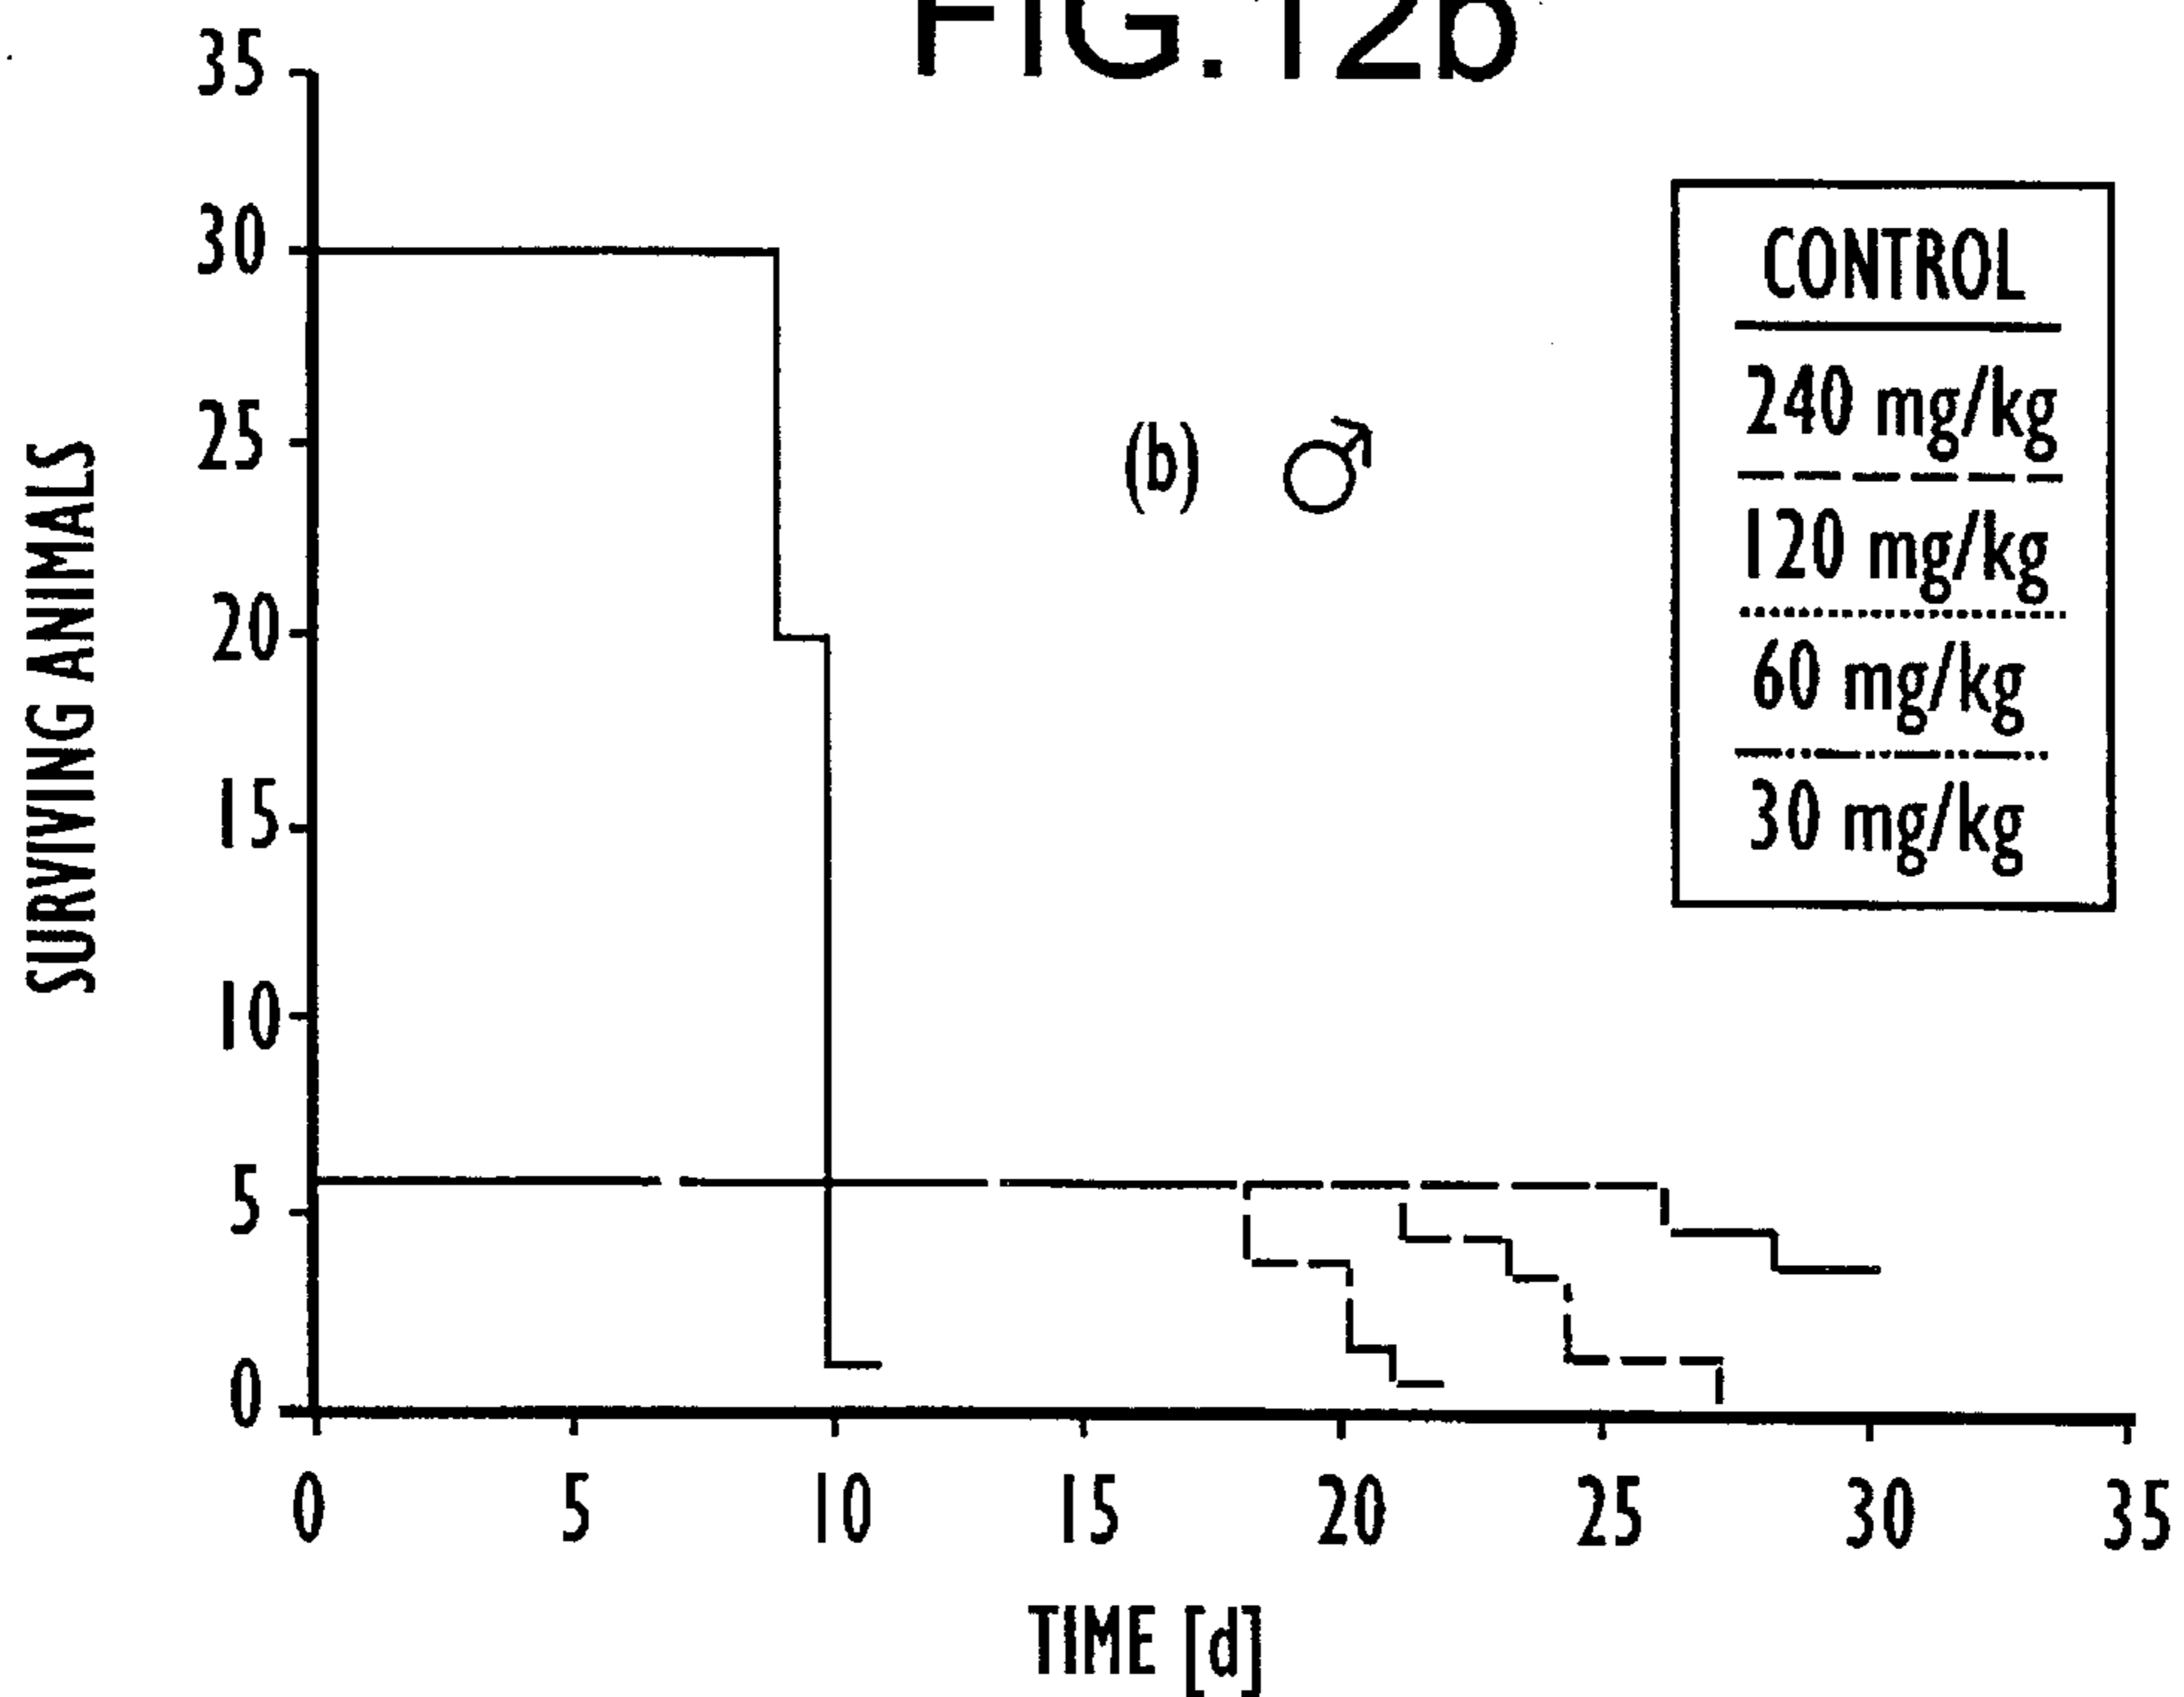 FIG.12b
35
30
25
20
15
10
5
0
SURVIVING ANIMALS
(b) ♂
CONTROL
240 mg/kg
120 mg/kg
60 mg/kg
30 mg/kg
0 5 10 15 20 25 30 35
TIME [d]